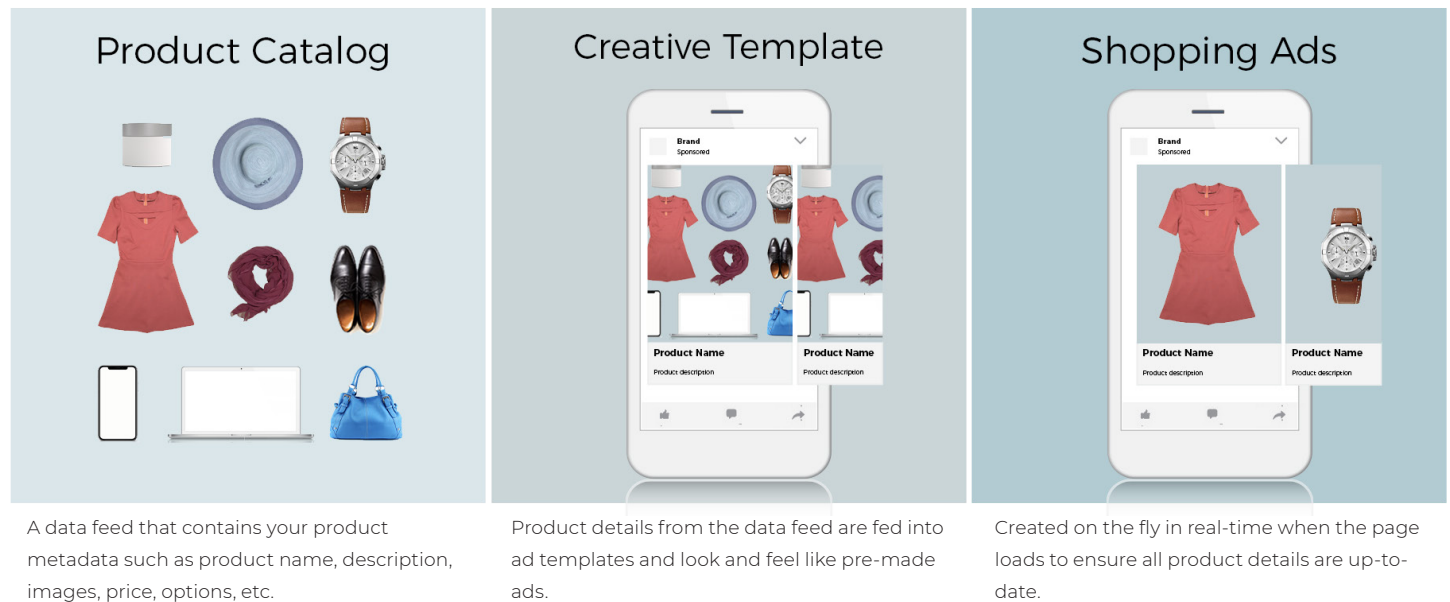 Product Catalog
A data feed that contains your product
metadata such as product name, description,
images, price, options, etc.
Creative Template
Brand
Sponsored
Product Name
Product description
Product Name
Product description
Product details from the data feed are fed into
ad templates and look and feel like pre-made
ads.
Shopping Ads
Brand
Sponsored
Product Name
Product description
Product Name
Product description
Created on the fly in real-time when the page
loads to ensure all product details are up-to-
date.